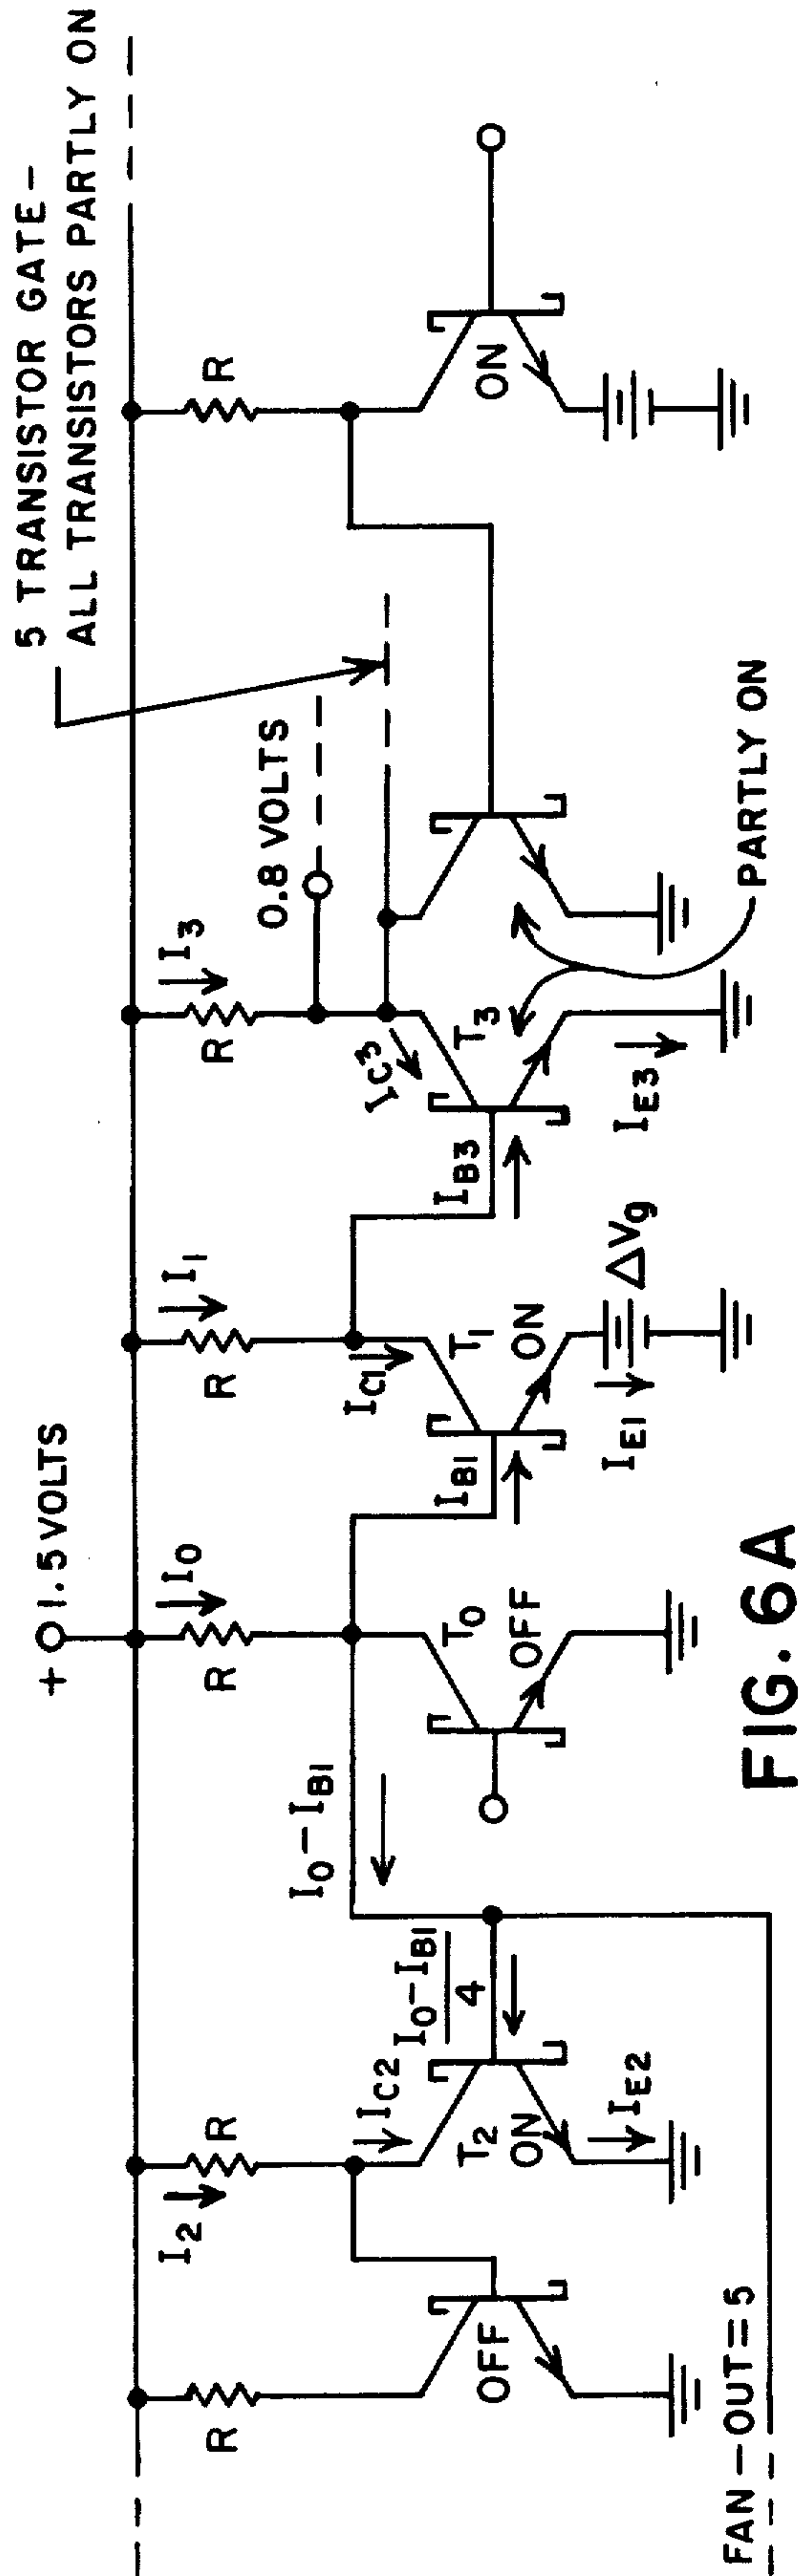 5 TRANSISTOR GATE –
ALL TRANSISTORS PARTLY ON
+ 1.5 VOLTS
0.8 VOLTS
R
I2
R
R
I0
R
I1
R
I3
R
I0–IB1
I0–IB1
4
IC2
IC1
IC3
OFF
T2
ON
T0
OFF
IB1
T1
ON
IB3
T3
ON
IE2
IE1
ΔVg
IE3
PARTLY ON
FAN–OUT=5
FIG. 6A